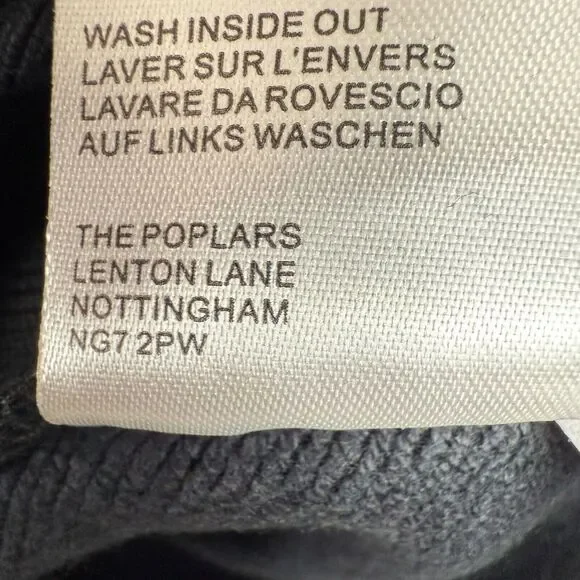 WASH INSIDE OUT
LAVER SUR L'ENVERS
LAVARE DA ROVESCIO
AUF LINKS WASCHEN
THE POPLARS
LENTON LANE
NOTTINGHAM
NG7 2PW